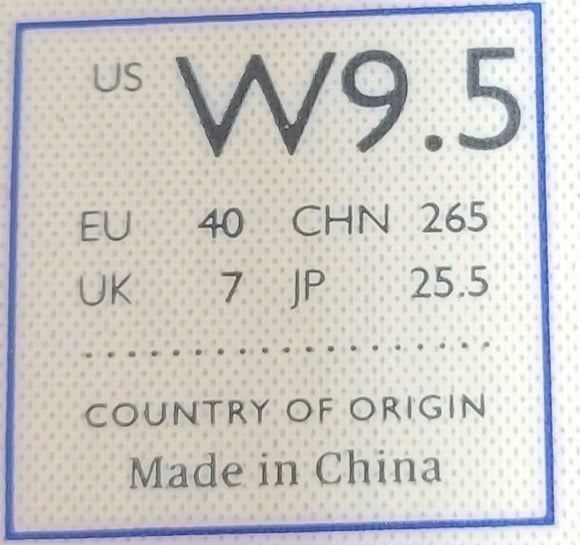 US W9.5
EU 40 CHN 265
UK 7 JP 25.5
....................
COUNTRY OF ORIGIN
Made in China